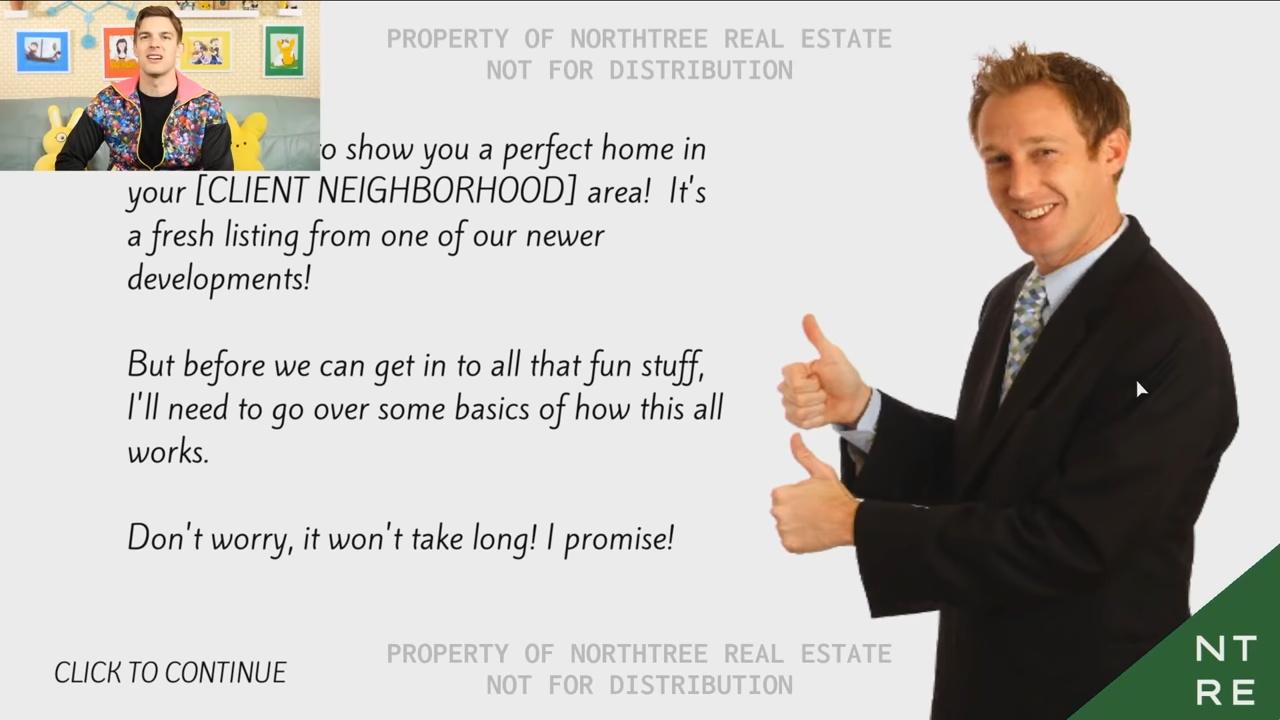 PROPERTY OF NORTHTREE REAL ESTATE
NOT FOR DISTRIBUTION
show you a perfect home in
your [CLIENT NEIGHBORHOOD] area! It's
a fresh listing from one of our newer
developments!
But before we can get in to all that fun stuff,
I'll need to go over some basics of how this all
works.
Don't worry, it won't take long! I promise!
CLICK TO CONTINUE
PROPERTY OF NORTHTREE REAL ESTATE
NOT FOR DISTRIBUTION
NT
RE